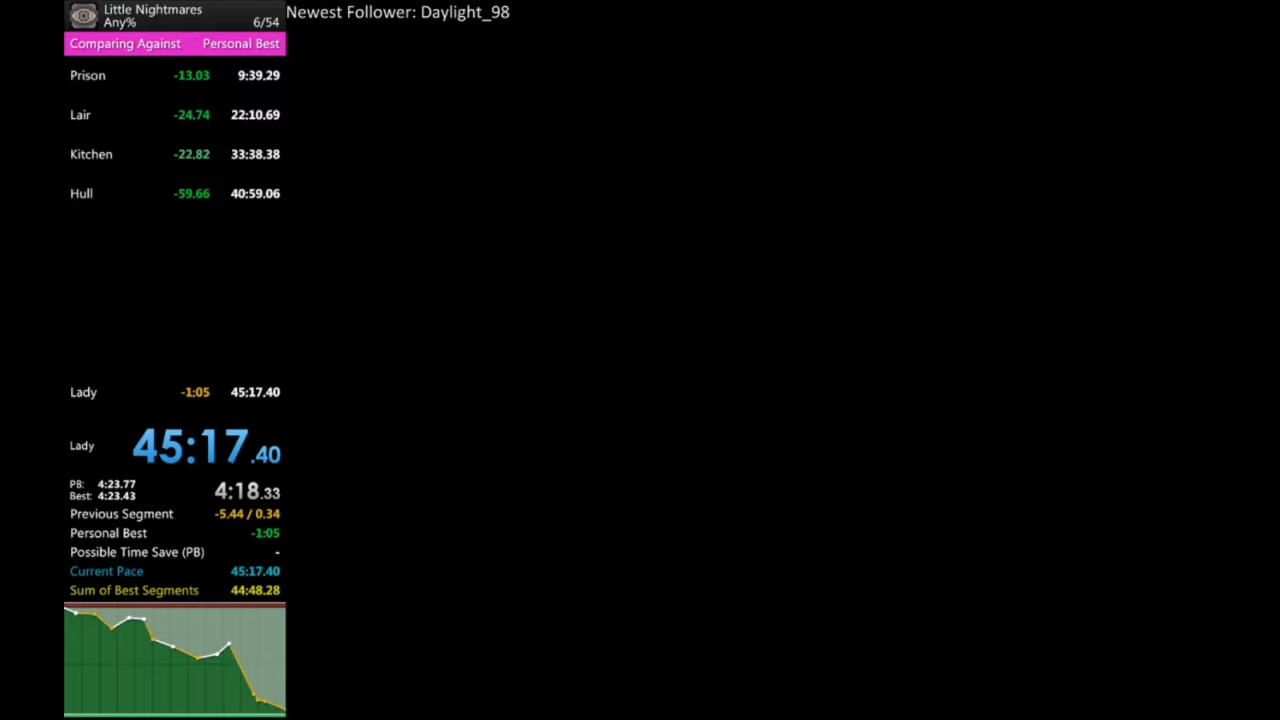 Little Nightmares
Any% 6/54
Newest Follower: Daylight_98
Comparing Against Personal Best
Prison -13.03 9:39.29
Lair -24.74 22:10.69
Kitchen -22.82 33:38.38
Hull -59.66 40:59.06
Lady -1:05 45:17.40
Lady 45:17.40
PB: 4:23.77
Best: 4:23.43
4:18.33
Previous Segment -5.44 / 0.34
Personal Best -1:05
Possible Time Save (PB) -
Current Pace 45:17.40
Sum of Best Segments 44:48.28